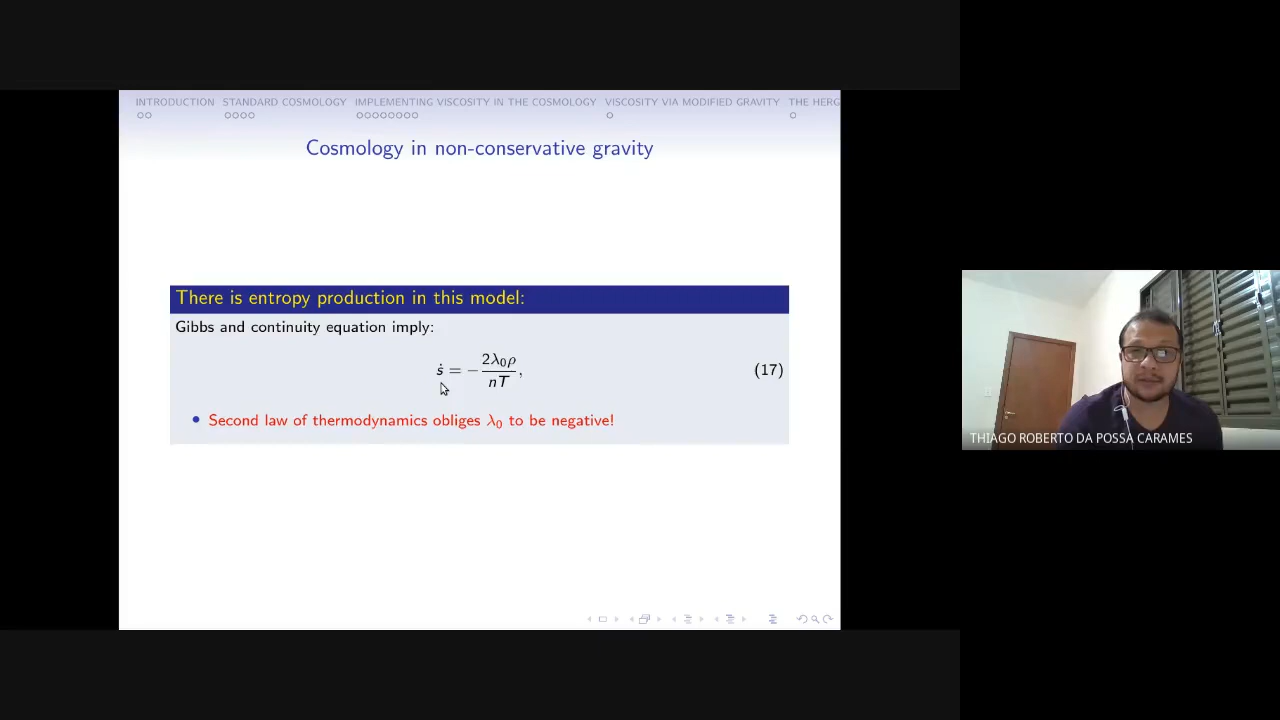 INTRODUCTION STANDARD COSMOLOGY IMPLEMENTING VISCOSITY IN THE COSMOLOGY VISCOSITY VIA MODIFIED GRAVITY THE HERG
Cosmology in non-conservative gravity
There is entropy production in this model:
Gibbs and continuity equation imply:
ṡ = −2λ₀ρ/nT, (17)
• Second law of thermodynamics obliges λ₀ to be negative!
THIAGO ROBERTO DA POSSA CARAMES